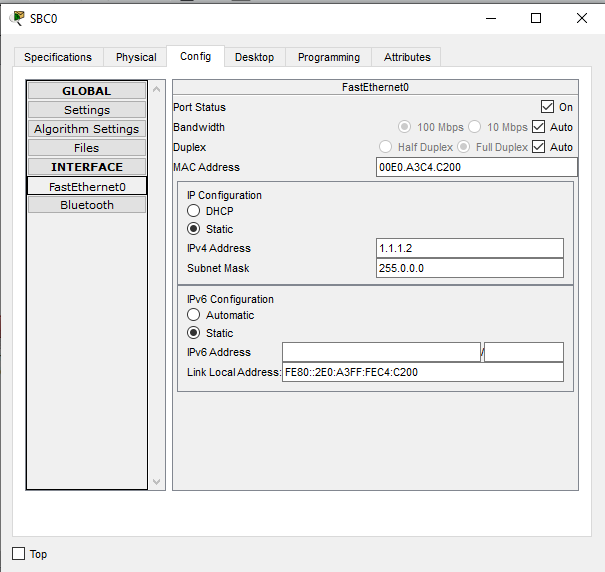 SBC0
Specifications Physical Config Desktop Programming Attributes
GLOBAL
Settings
Algorithm Settings
Files
INTERFACE
FastEthernet0
Bluetooth
FastEthernet0
Port Status On
Bandwidth 100 Mbps 10 Mbps Auto
Duplex Half Duplex Full Duplex Auto
MAC Address 00E0.A3C4.C200
IP Configuration
DHCP
Static
IPv4 Address 1.1.1.2
Subnet Mask 255.0.0.0
IPv6 Configuration
Automatic
Static
IPv6 Address /
Link Local Address: FE80::2E0:A3FF:FEC4:C200
Top